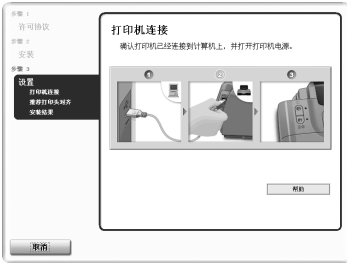 步骤 1
许可协议
步骤 2
安装
步骤 3
设置
打印机连接
推荐打印头对齐
安装结果
打印机连接
确认打印机已经连接到计算机上，并打开打印机电源。
1
2
3
帮助
取消